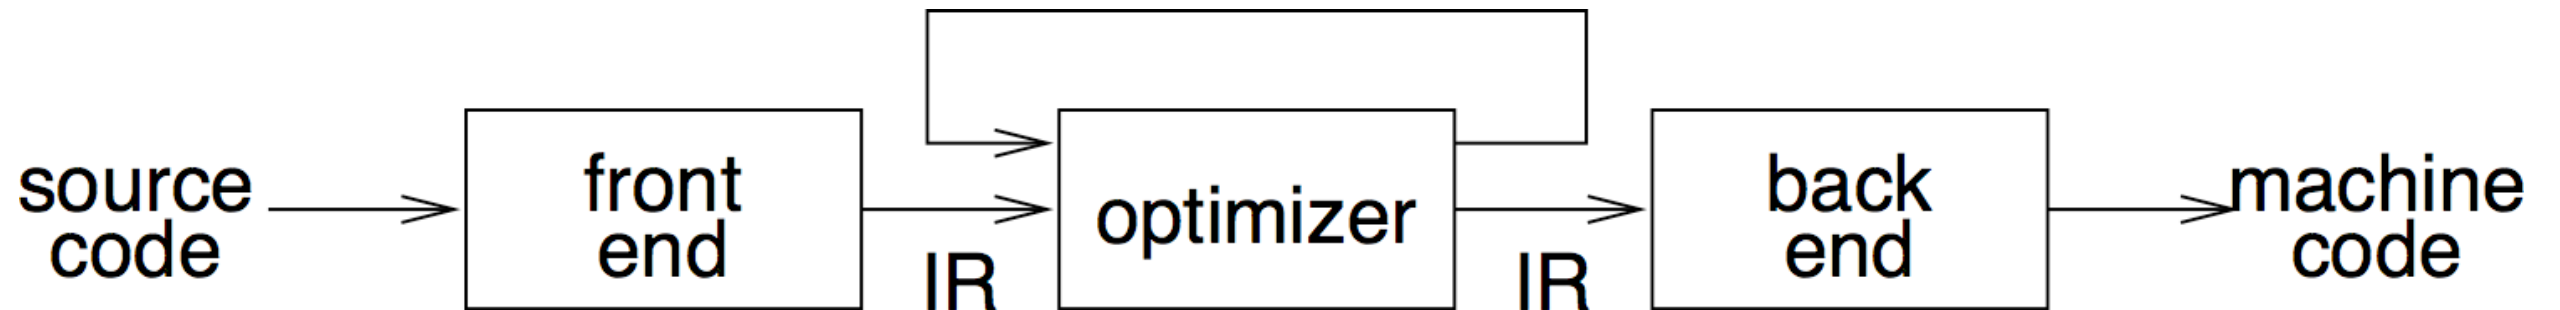 source
code
front
end
IR
optimizer
IR
back
end
machine
code